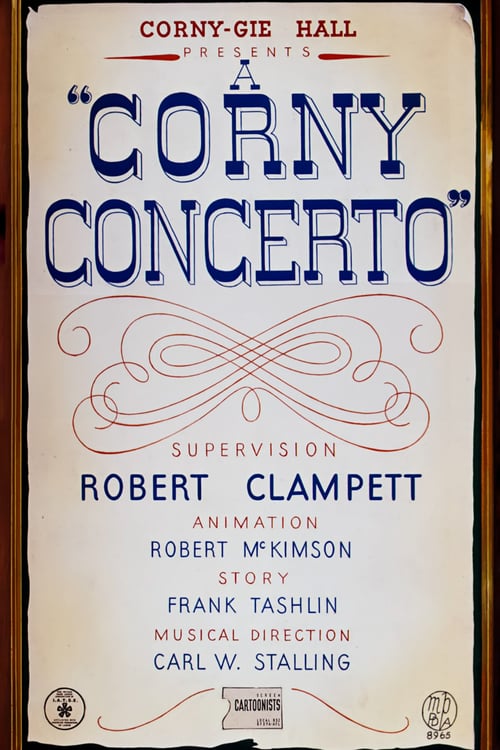 CORNY-GIE HALL
PRESENTS
A
"CORNY
CONCERTO"
SUPERVISION
ROBERT CLAMPETT
ANIMATION
ROBERT McKIMSON
STORY
FRANK TASHLIN
MUSICAL DIRECTION
CARL W. STALLING
I.A.T.S.E.
SCREEN
CARTOONISTS
8965